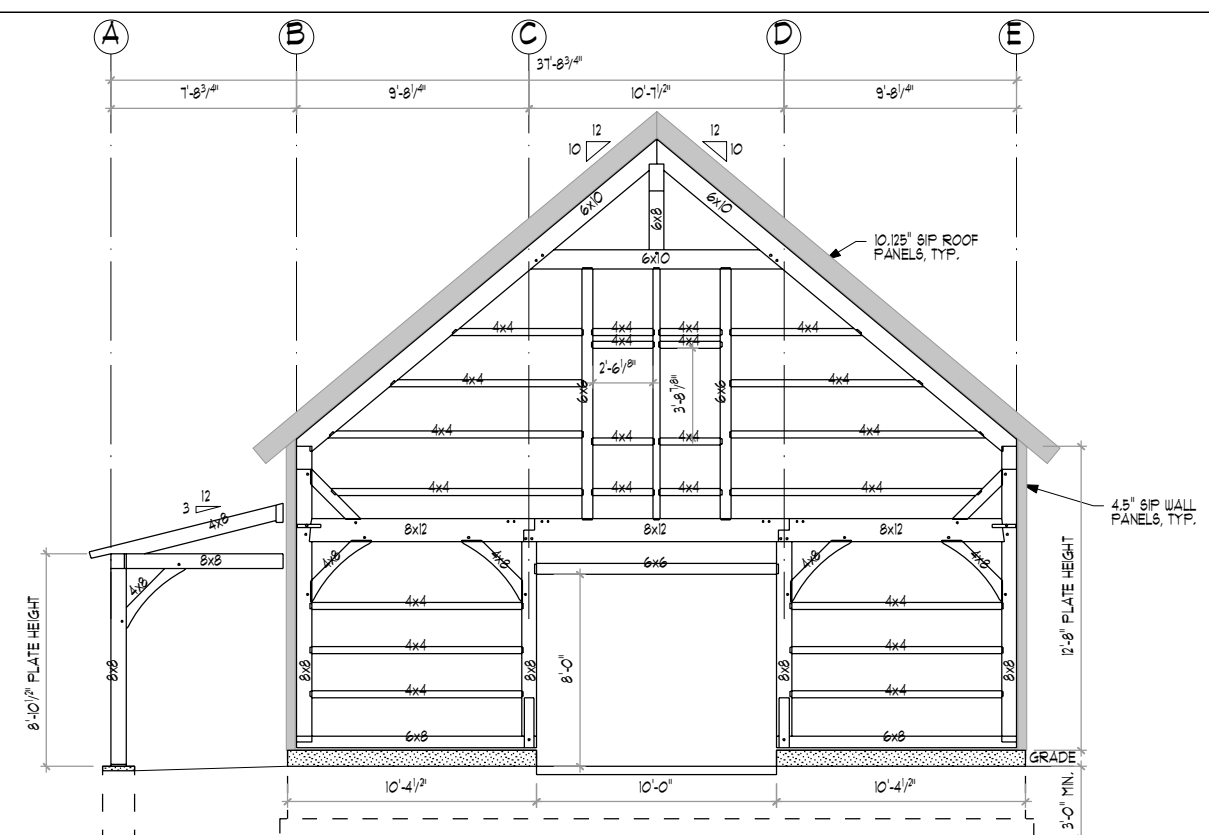 A B C D E
37'-8 3/4"
7'-8 3/4" 9'-8 1/4" 10'-7 1/2" 9'-8 1/4"
12 12
10 10
6x10 6x8 6x10
10.125" SIP ROOF
PANELS, TYP.
6x10
4x4 4x4 4x4 4x4
4x4 4x4
2'-6 1/8"
4x4 6x6 3'-8 7/8" 6x6 4x4
4x4 4x4 4x4 4x4
4x4 4x4 4x4 4x4
12
3
4x8
4.5" SIP WALL
PANELS, TYP.
8x12 8x12 8x12
8x8 4x8 4x8 6x6 4x8 4x8
4x8
4x4 4x4
8'-10 1/2" PLATE HEIGHT
12'-8" PLATE HEIGHT
4x4 4x4
8x8 8x8 8x8 8'-0" 8x8 8x8
4x4 4x4
6x8 6x8
GRADE
10'-4 1/2" 10'-0" 10'-4 1/2"
3'-0" MIN.